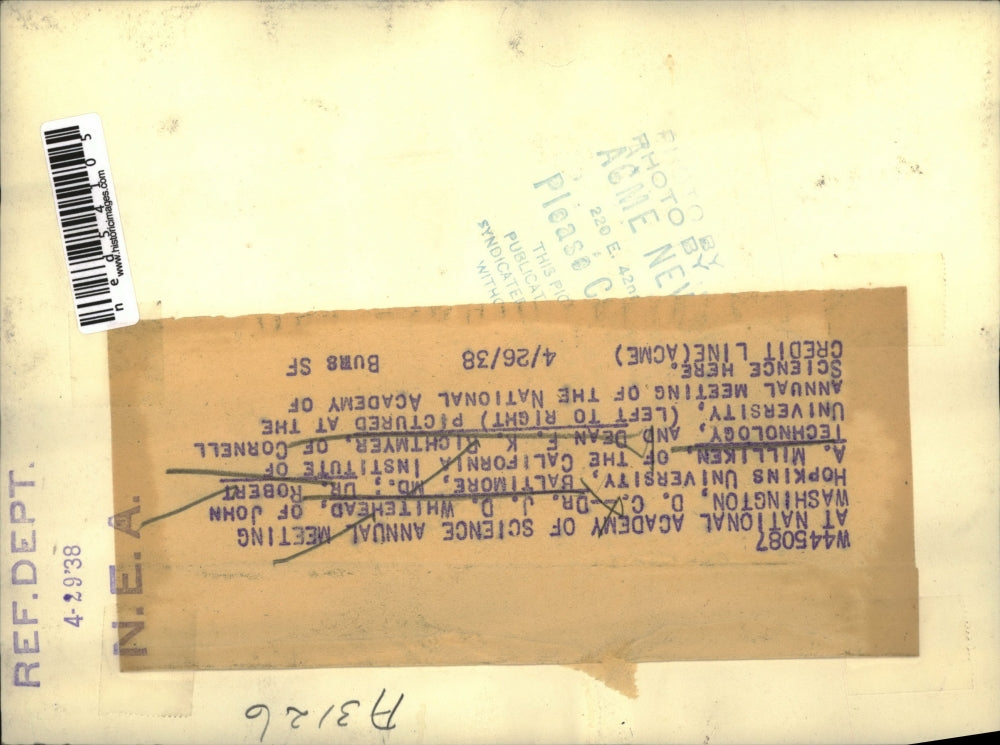 W445087
AT NATIONAL ACADEMY OF SCIENCE ANNUAL MEETING
WASHINGTON, D. C.--DR. J. D. WHITEHEAD, OF JOHN
HOPKINS UNIVERSITY, BALTIMORE, MD.; DR. ROBERT
A. MILLIKEN, OF THE CALIFORNIA INSTITUTE OF
TECHNOLOGY, AND DEAN F. K. RICHTMYER, OF CORNELL
UNIVERSITY, (LEFT TO RIGHT) PICTURED AT THE
ANNUAL MEETING OF THE NATIONAL ACADEMY OF
SCIENCE HERE.
CREDIT LINE(ACME) 4/26/38 BUMS SF
PHOTO BY
ACME NEW
220 E. 42n
Please C
THIS PIC
PUBLICAT
SYNDICATE
WITHO
REF. DEPT.
4-29'38
N.E.A.
A3126
www.historicimages.com
ned 54105